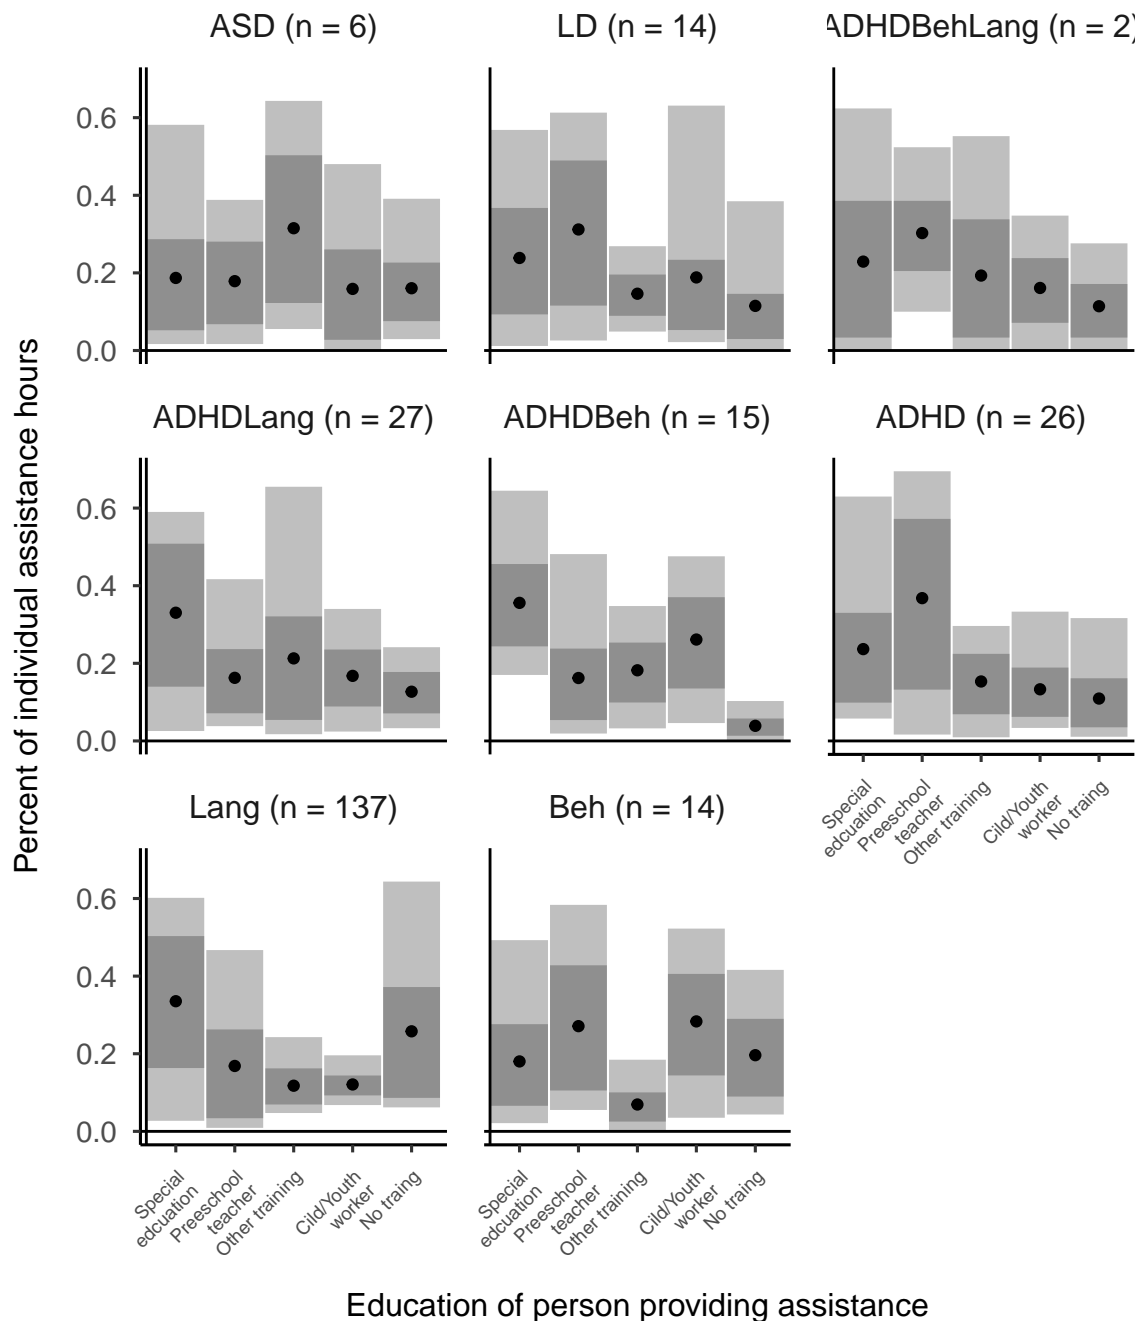 ASD (n = 6)
LD (n = 14)
ADHDBehLang (n = 2)
0.6
0.4
0.2
0.0
ADHDLang (n = 27)
ADHDBeh (n = 15)
ADHD (n = 26)
0.6
0.4
0.2
0.0
Special
edcuation
Preeschool
teacher
Other training
Cild/Youth
worker
No traing
Lang (n = 137)
Beh (n = 14)
0.6
0.4
0.2
0.0
Special
edcuation
Preeschool
teacher
Other training
Cild/Youth
worker
No traing
Special
edcuation
Preeschool
teacher
Other training
Cild/Youth
worker
No traing
Percent of individual assistance hours
Education of person providing assistance